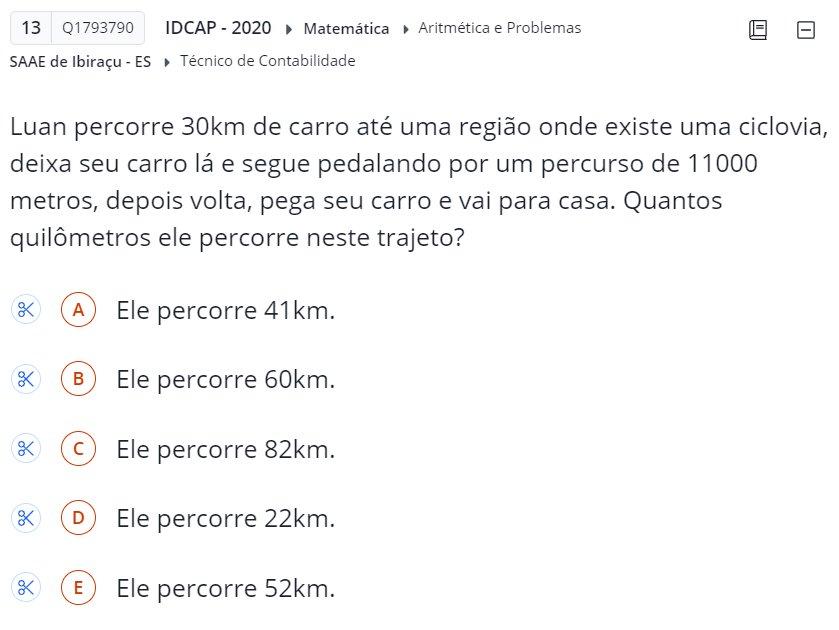 13 Q1793790 IDCAP - 2020 Matemática Aritmética e Problemas
SAAE de Ibiraçu - ES Técnico de Contabilidade
Luan percorre 30km de carro até uma região onde existe uma ciclovia,
deixa seu carro lá e segue pedalando por um percurso de 11000
metros, depois volta, pega seu carro e vai para casa. Quantos
quilômetros ele percorre neste trajeto?
A Ele percorre 41km.
B Ele percorre 60km.
C Ele percorre 82km.
D Ele percorre 22km.
E Ele percorre 52km.